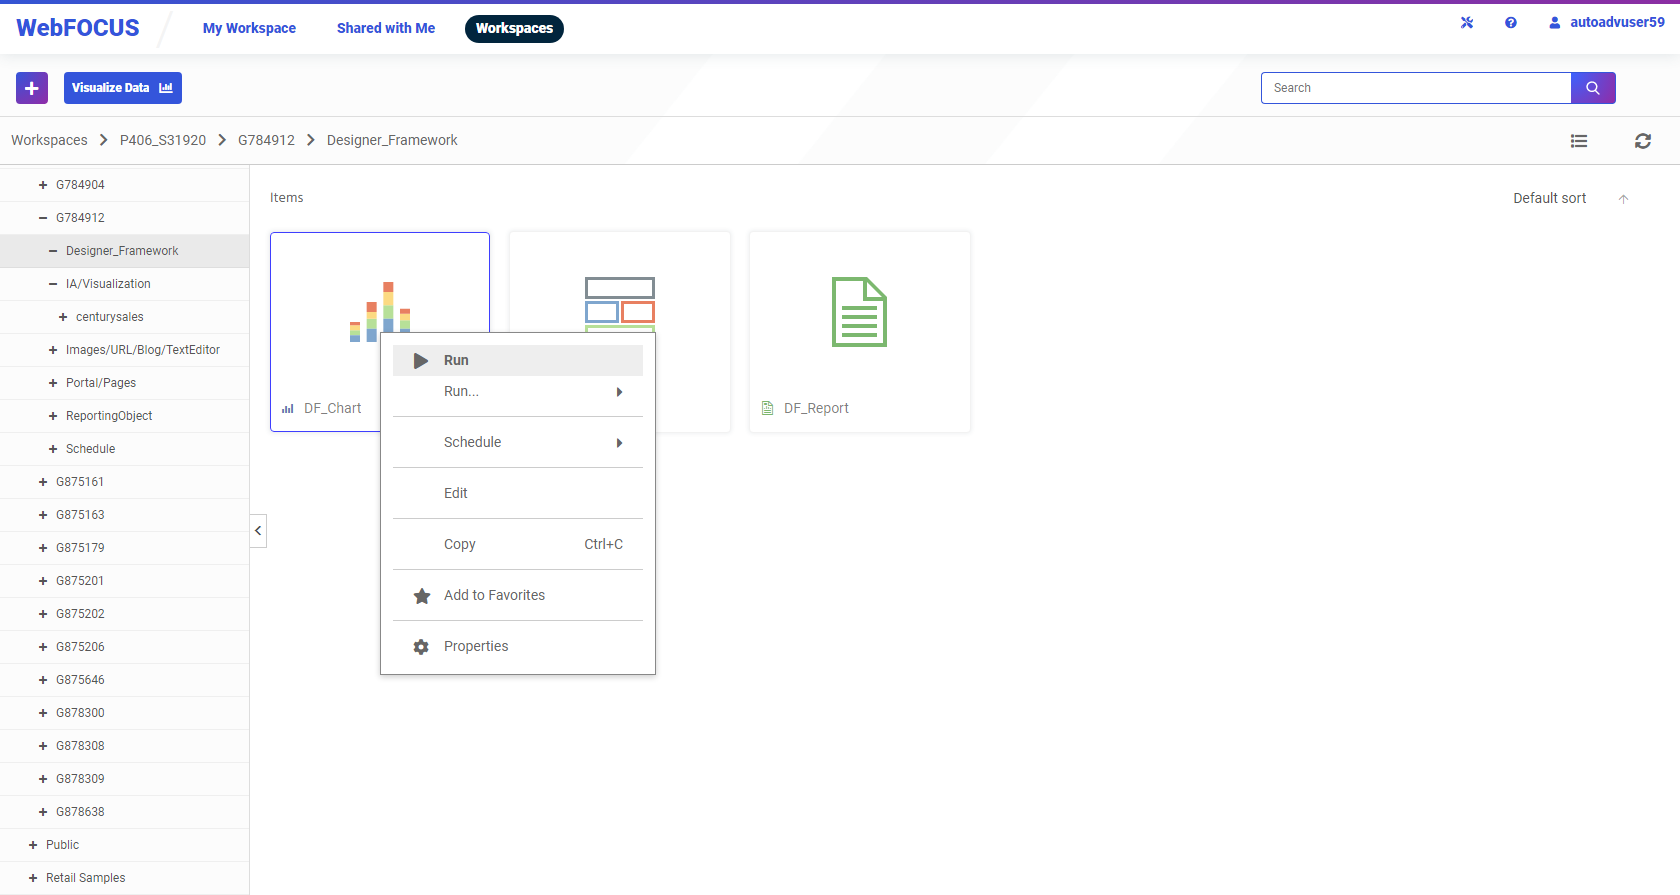 WebFOCUS
My Workspace
Shared with Me
Workspaces
autoadvuser59
Visualize Data
Search
Workspaces
P406_S31920
G784912
Designer_Framework
G784904
G784912
Designer_Framework
IA/Visualization
centurysales
Images/URL/Blog/TextEditor
Portal/Pages
ReportingObject
Schedule
G875161
G875163
G875179
G875201
G875202
G875206
G875646
G878300
G878308
G878309
G878638
Public
Retail Samples
Items
Default sort
DF_Chart
DF_Report
Run
Run...
Schedule
Edit
Copy Ctrl+C
Add to Favorites
Properties